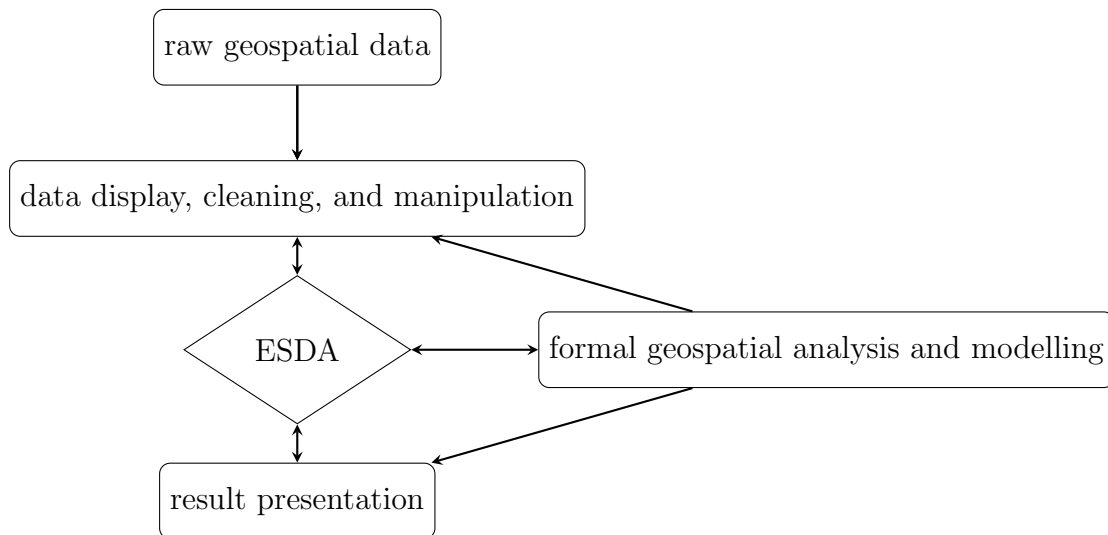 raw geospatial data
data display, cleaning, and manipulation
ESDA
formal geospatial analysis and modelling
result presentation